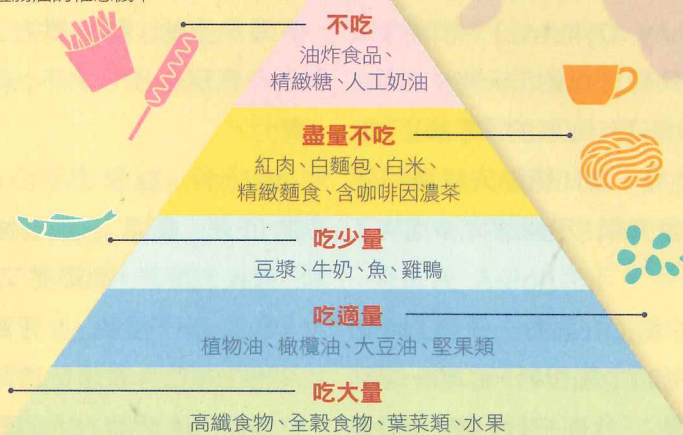 不吃
油炸食品、
精緻糖、人工奶油
盡量不吃
紅肉、白麵包、白米、
精緻麵食、含咖啡因濃茶
吃少量
豆漿、牛奶、魚、雞鴨
吃適量
植物油、橄欖油、大豆油、堅果類
吃大量
高纖食物、全穀食物、葉菜類、水果